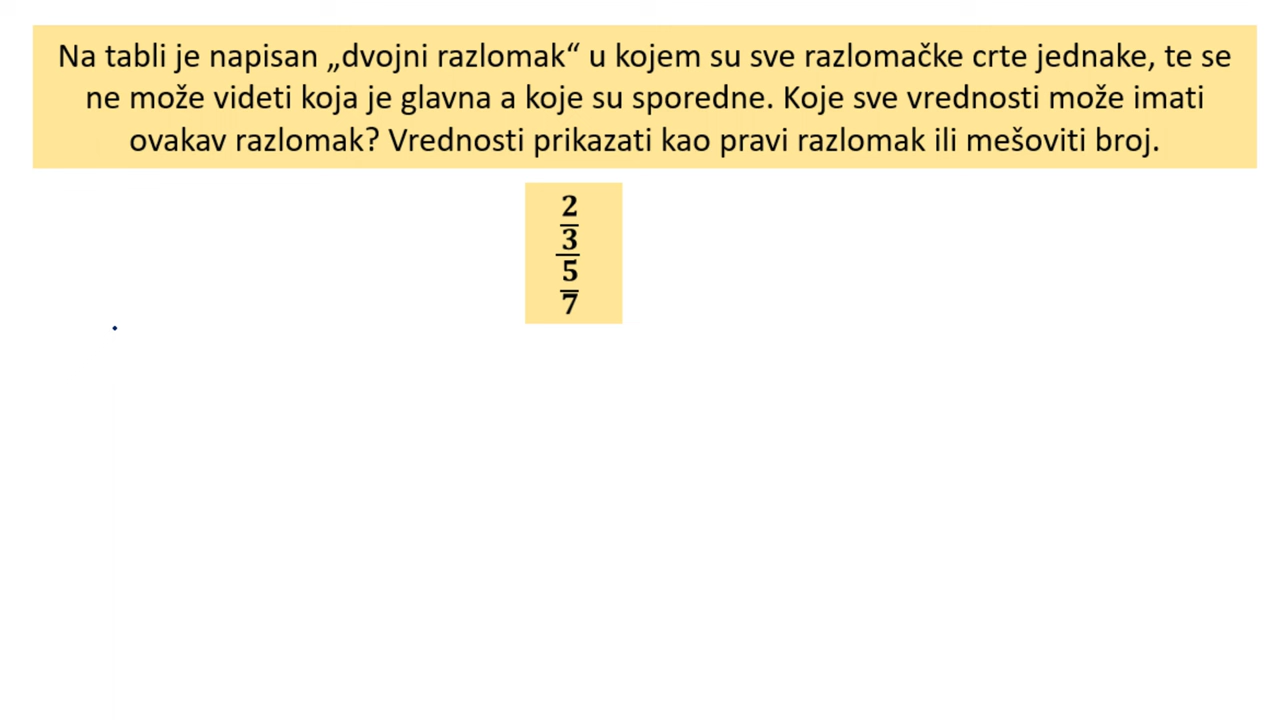 Na tabli je napisan „dvojni razlomak“ u kojem su sve razlomačke crte jednake, te se
ne može videti koja je glavna a koje su sporedne. Koje sve vrednosti može imati
ovakav razlomak? Vrednosti prikazati kao pravi razlomak ili mešoviti broj.
2
3
5
7